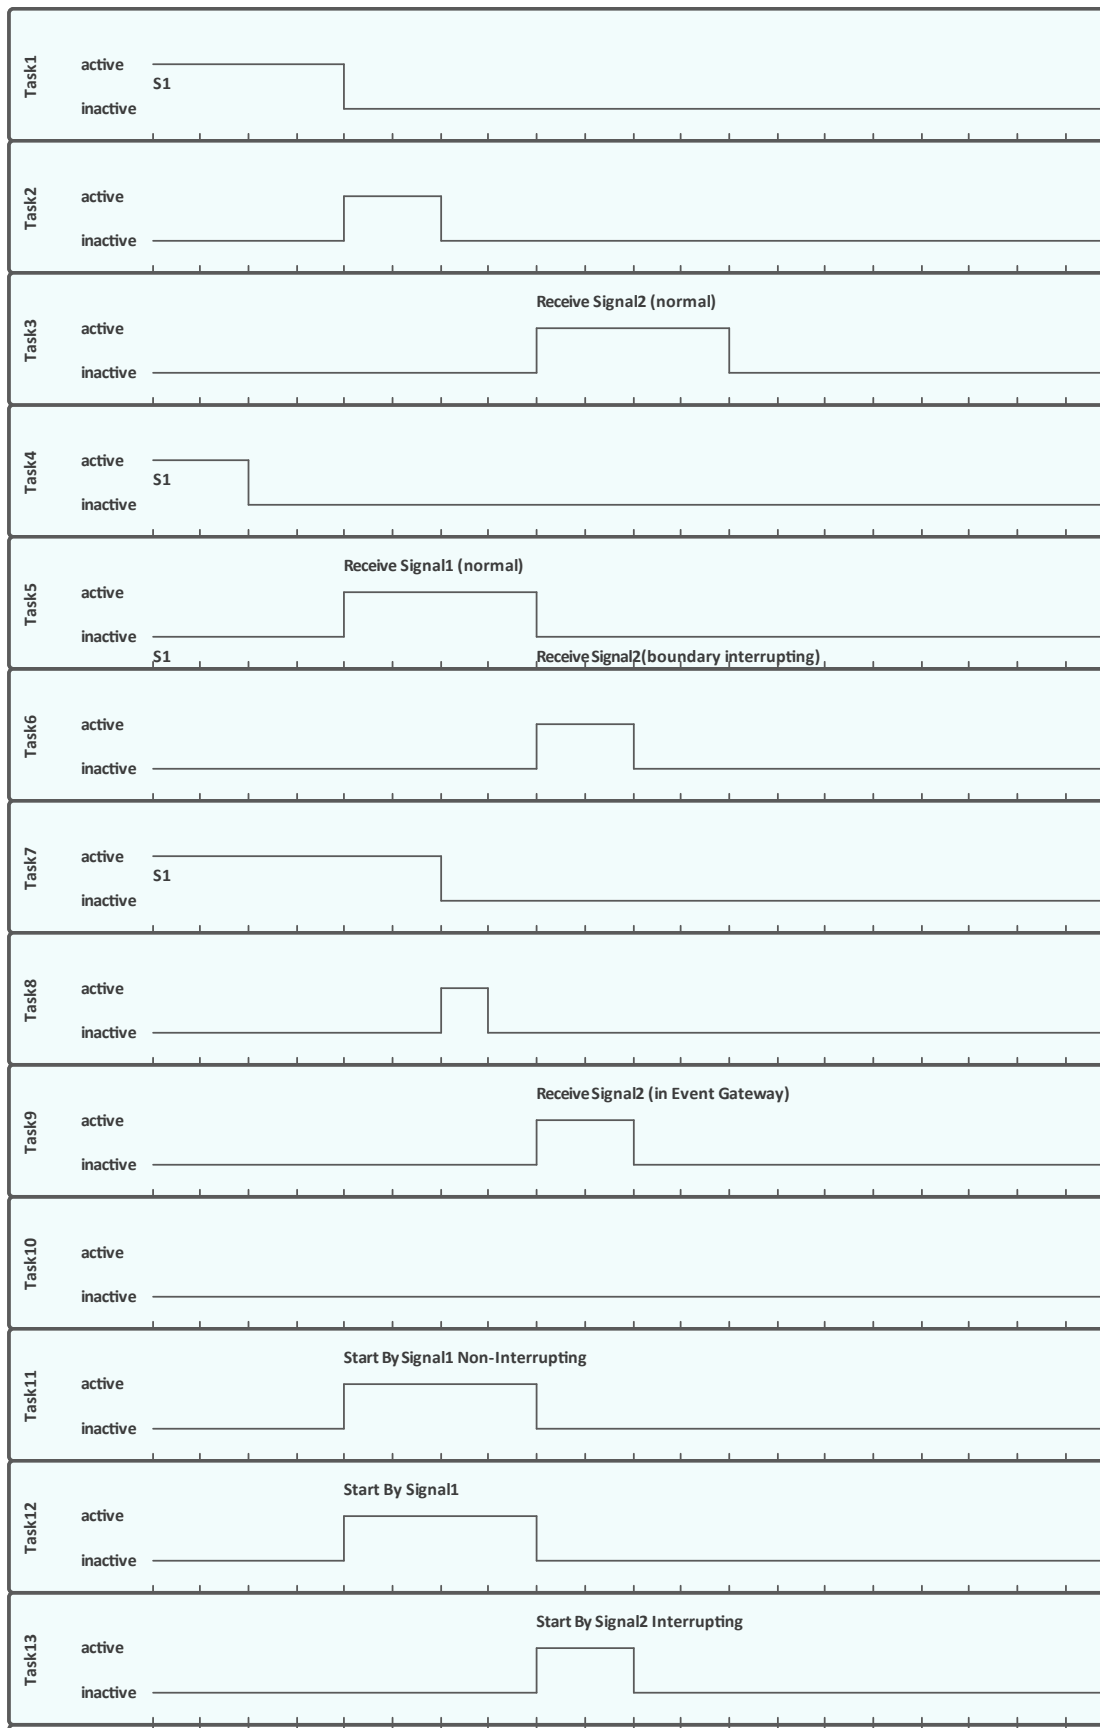 Task1
active
S1
inactive
Task2
active
inactive
Task3
Receive Signal2 (normal)
active
inactive
Task4
active
S1
inactive
Task5
Receive Signal1 (normal)
active
inactive
S1
Receive Signal2(boundary interrupting)
Task6
active
inactive
Task7
active
S1
inactive
Task8
active
inactive
Task9
Receive Signal2 (in Event Gateway)
active
inactive
Task10
active
inactive
Task11
Start By Signal1 Non-Interrupting
active
inactive
Task12
Start By Signal1
active
inactive
Task13
Start By Signal2 Interrupting
active
inactive